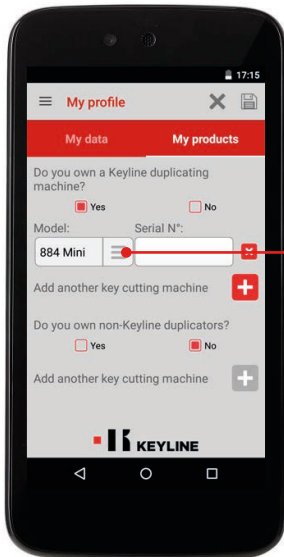 17:15
My profile
My data My products
Do you own a Keyline duplicating
machine?
Yes No
Model: Serial N°:
884 Mini
Add another key cutting machine
Do you own non-Keyline duplicators?
Yes No
Add another key cutting machine
KEYLINE